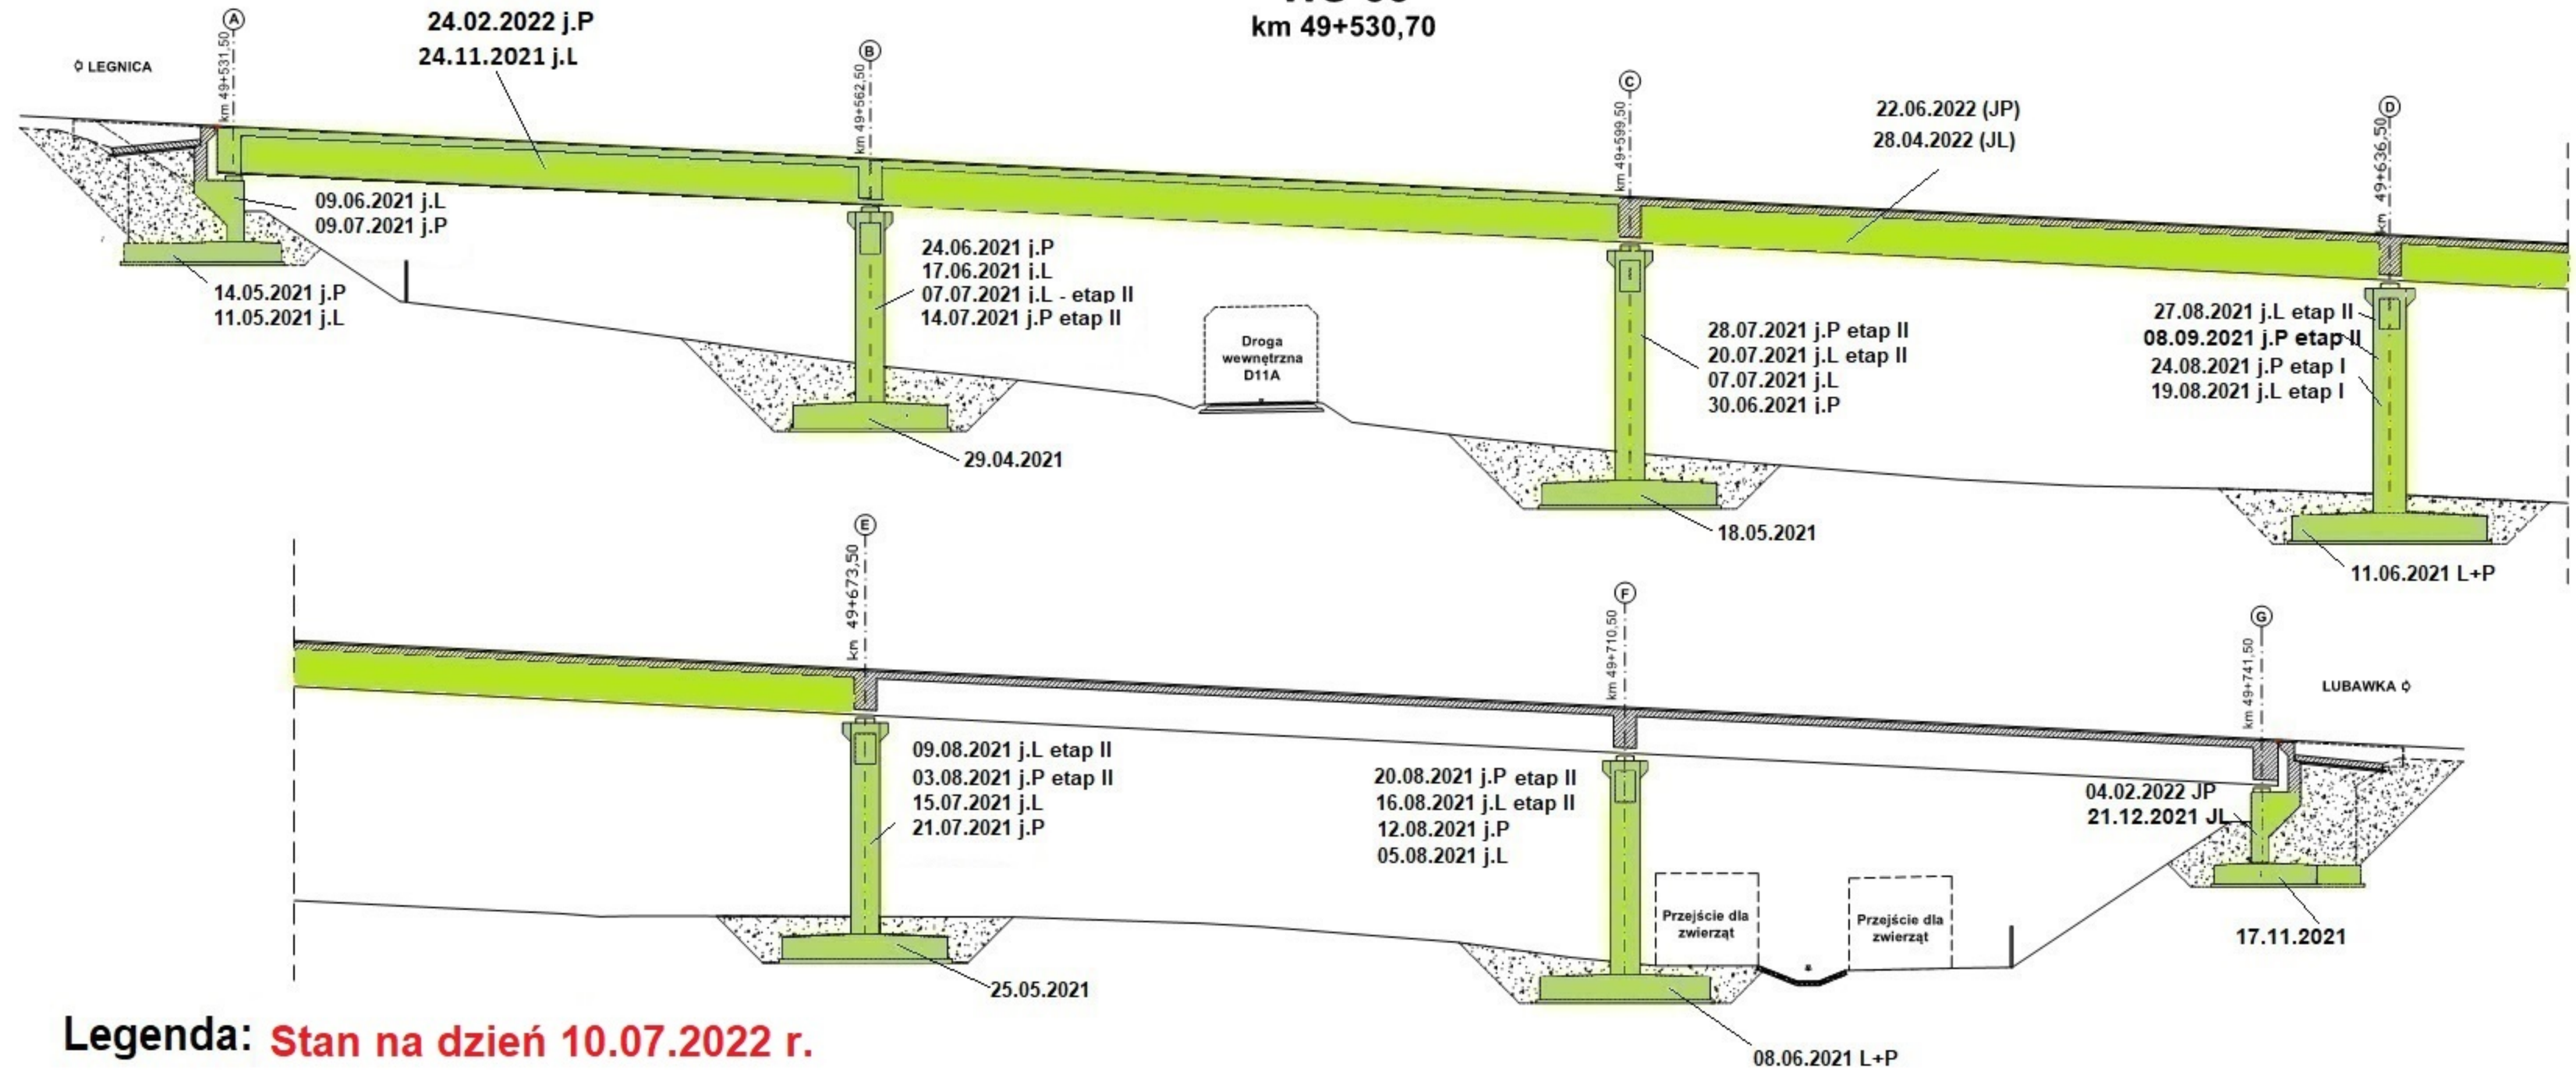 km 49+530,70
A
km 49+531,50
LEGNICA
24.02.2022 j.P
24.11.2021 j.L
B
km 49+562,50
C
km 49+599,50
22.06.2022 (JP)
28.04.2022 (JL)
D
km 49+636,50
09.06.2021 j.L
09.07.2021 j.P
14.05.2021 j.P
11.05.2021 j.L
24.06.2021 j.P
17.06.2021 j.L
07.07.2021 j.L - etap II
14.07.2021 j.P etap II
29.04.2021
Droga
wewnętrzna
D11A
28.07.2021 j.P etap II
20.07.2021 j.L etap II
07.07.2021 j.L
30.06.2021 j.P
18.05.2021
27.08.2021 j.L etap II
08.09.2021 j.P etap II
24.08.2021 j.P etap I
19.08.2021 j.L etap I
11.06.2021 L+P
E
km 49+673,50
F
km 49+710,50
G
km 49+741,50
LUBAWKA
09.08.2021 j.L etap II
03.08.2021 j.P etap II
15.07.2021 j.L
21.07.2021 j.P
25.05.2021
20.08.2021 j.P etap II
16.08.2021 j.L etap II
12.08.2021 j.P
05.08.2021 j.L
Przejście dla
zwierząt
Przejście dla
zwierząt
04.02.2022 JP
21.12.2021 JL
17.11.2021
08.06.2021 L+P
Legenda: Stan na dzień 10.07.2022 r.